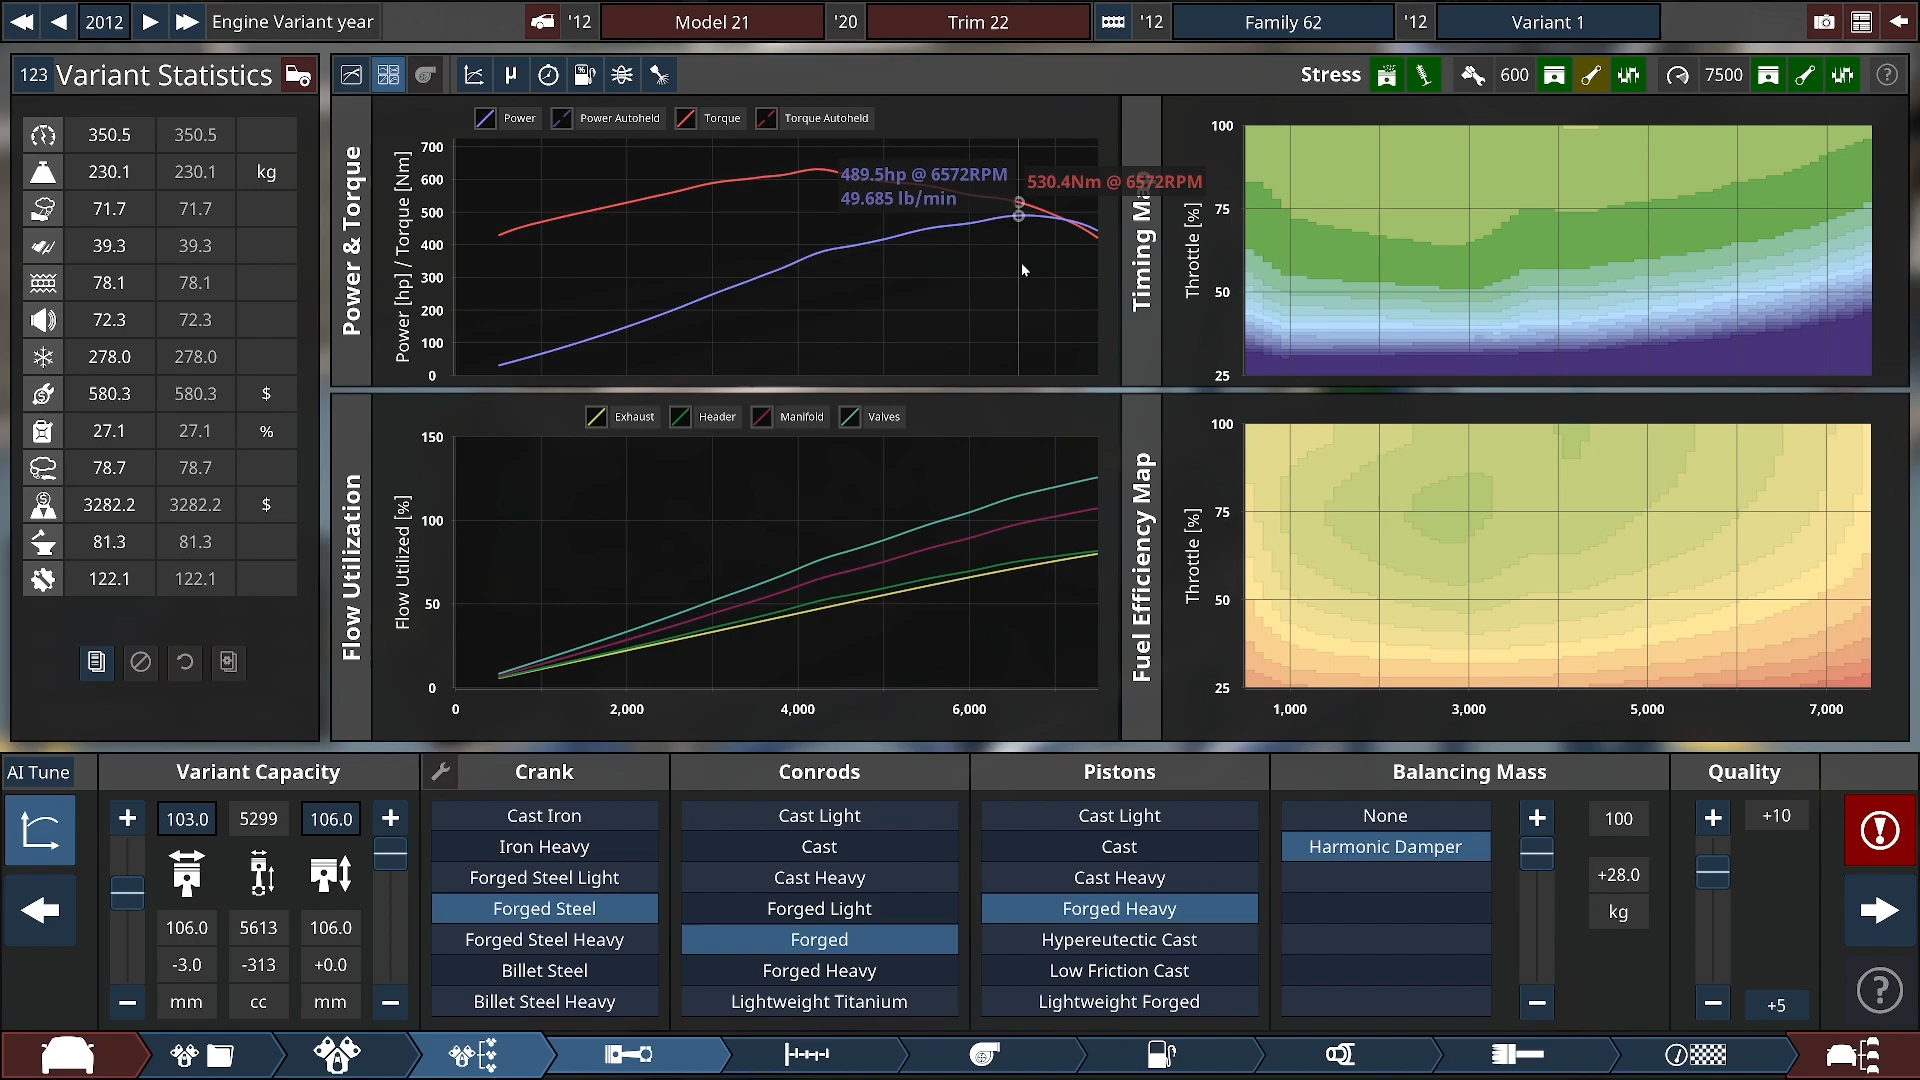 2012
Engine Variant year
'12
Model 21
'20
Trim 22
'12
Family 62
'12
Variant 1
123
Variant Statistics
Stress
600
7500
350.5 350.5
230.1 230.1 kg
71.7 71.7
39.3 39.3
78.1 78.1
72.3 72.3
278.0 278.0
580.3 580.3 $
27.1 27.1 %
78.7 78.7
3282.2 3282.2 $
81.3 81.3
122.1 122.1
Power & Torque
Power
Power Autoheld
Torque
Torque Autoheld
Power [hp] / Torque [Nm]
700
600
500
400
300
200
100
0
489.5hp @ 6572RPM
49.685 lb/min
530.4Nm @ 6572RPM
Timing Ma
Throttle [%]
100
75
50
25
Flow Utilization
Exhaust
Header
Manifold
Valves
Flow Utilized [%]
150
100
50
0
0 2,000 4,000 6,000
Fuel Efficiency Map
Throttle [%]
100
75
50
25
1,000 3,000 5,000 7,000
AI Tune
Variant Capacity
103.0 5299 106.0
106.0 5613 106.0
-3.0 -313 +0.0
mm cc mm
Crank
Cast Iron
Iron Heavy
Forged Steel Light
Forged Steel
Forged Steel Heavy
Billet Steel
Billet Steel Heavy
Conrods
Cast Light
Cast
Cast Heavy
Forged Light
Forged
Forged Heavy
Lightweight Titanium
Pistons
Cast Light
Cast
Cast Heavy
Forged Heavy
Hypereutectic Cast
Low Friction Cast
Lightweight Forged
Balancing Mass
None
Harmonic Damper
100
+28.0
kg
Quality
+10
+5